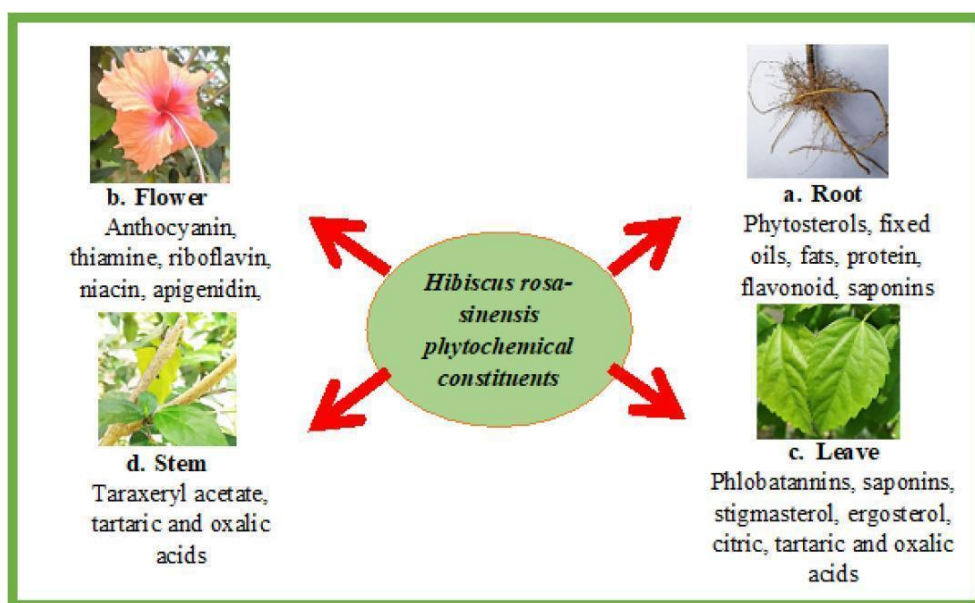 b. Flower
Anthocyanin,
thiamine, riboflavin,
niacin, apigenidin,
a. Root
Phytosterols, fixed
oils, fats, protein,
flavonoid, saponins
Hibiscus rosa-
sinensis
phytochemical
constituents
d. Stem
Taraxeryl acetate,
tartaric and oxalic
acids
c. Leave
Phlobatannins, saponins,
stigmasterol, ergosterol,
citric, tartaric and oxalic
acids